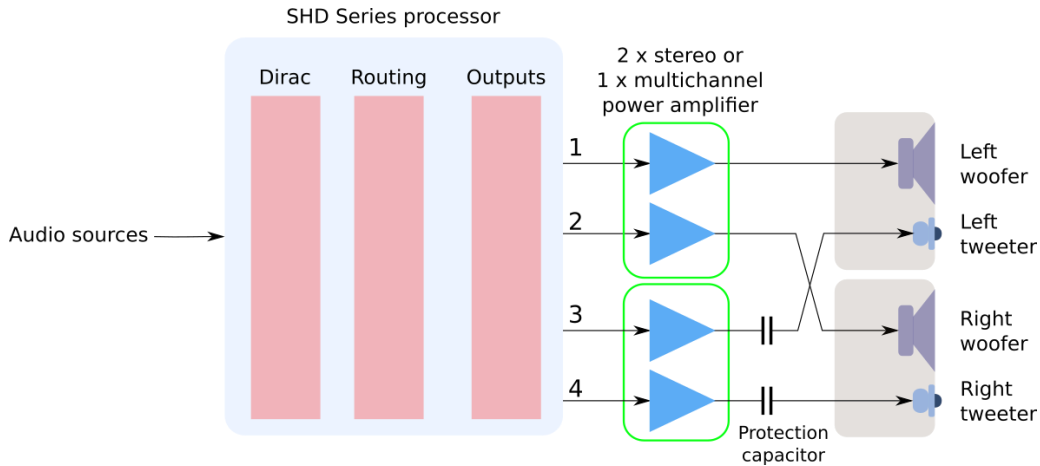 SHD Series processor
Dirac
Routing
Outputs
2 x stereo or
1 x multichannel
power amplifier
Audio sources
1
2
3
4
Left
woofer
Left
tweeter
Right
woofer
Right
tweeter
Protection
capacitor